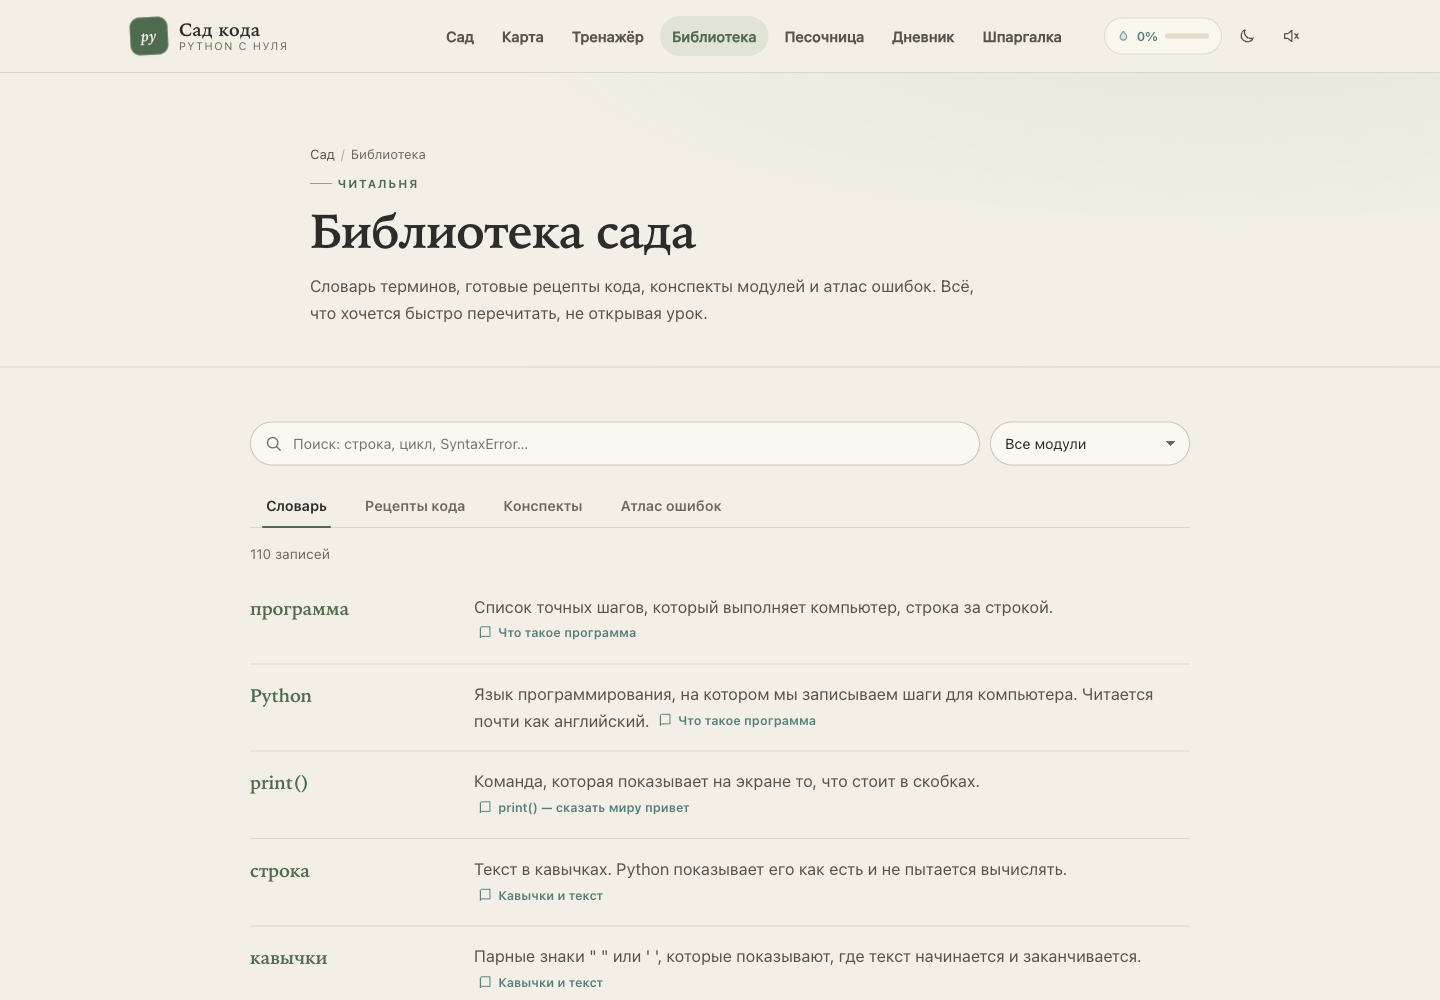 py
Сад кода
PYTHON С НУЛЯ
Сад
Карта
Тренажёр
Библиотека
Песочница
Дневник
Шпаргалка
0%
Сад / Библиотека
ЧИТАЛЬНЯ
Библиотека сада
Словарь терминов, готовые рецепты кода, конспекты модулей и атлас ошибок. Всё,
что хочется быстро перечитать, не открывая урок.
Поиск: строка, цикл, SyntaxError…
Все модули
Словарь
Рецепты кода
Конспекты
Атлас ошибок
110 записей
программа
Список точных шагов, который выполняет компьютер, строка за строкой.
Что такое программа
Python
Язык программирования, на котором мы записываем шаги для компьютера. Читается
почти как английский. Что такое программа
print()
Команда, которая показывает на экране то, что стоит в скобках.
print() — сказать миру привет
строка
Текст в кавычках. Python показывает его как есть и не пытается вычислять.
Кавычки и текст
кавычки
Парные знаки " " или ' ', которые показывают, где текст начинается и заканчивается.
Кавычки и текст